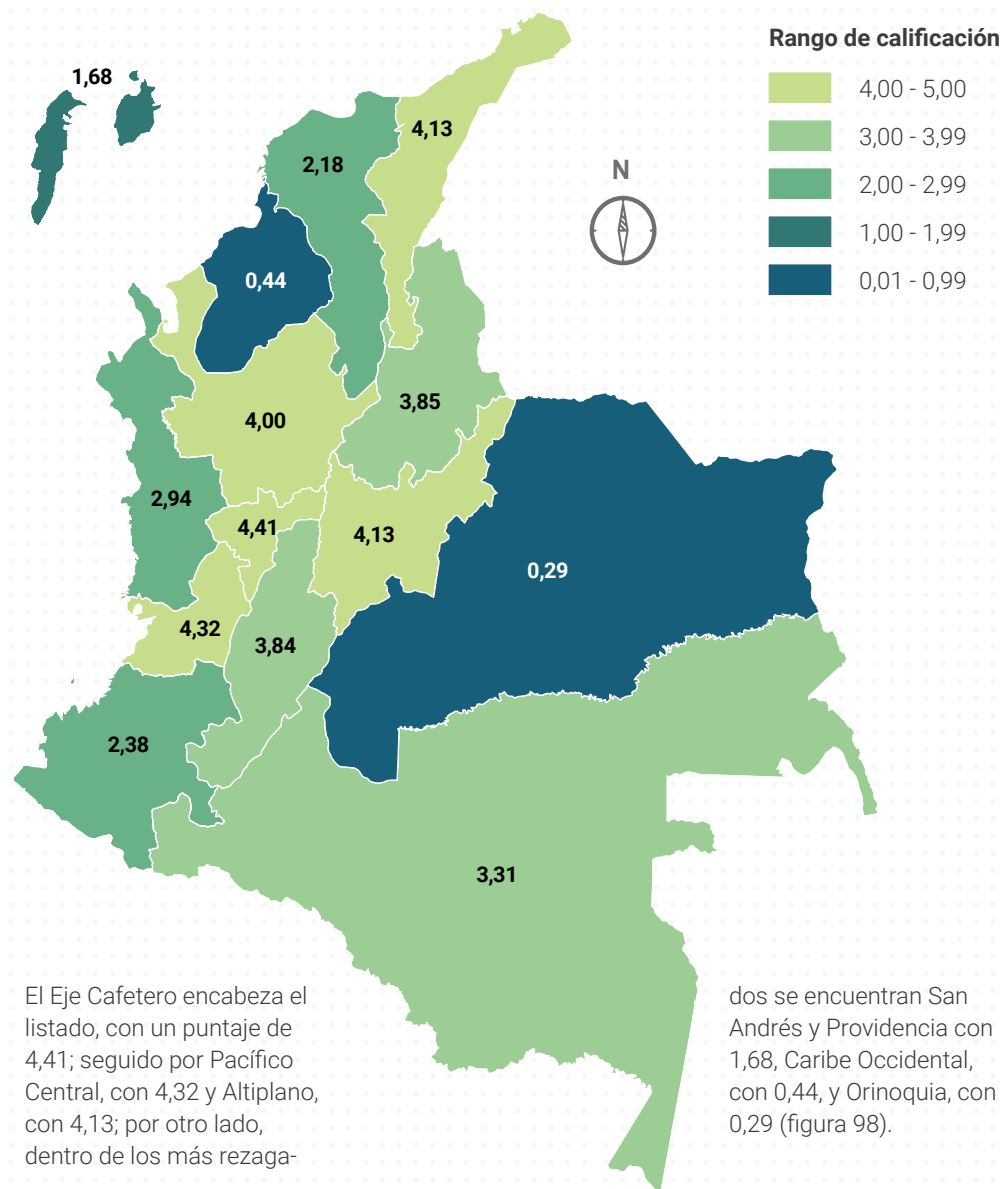 Rango de calificación
4,00 - 5,00
3,00 - 3,99
2,00 - 2,99
1,00 - 1,99
0,01 - 0,99
N
1,68
4,13
2,18
0,44
3,85
4,00
2,94
4,41
4,13
0,29
4,32
3,84
2,38
3,31
El Eje Cafetero encabeza el
listado, con un puntaje de
4,41; seguido por Pacífico
Central, con 4,32 y Altiplano,
con 4,13; por otro lado,
dentro de los más rezaga-
dos se encuentran San
Andrés y Providencia con
1,68, Caribe Occidental,
con 0,44, y Orinoquia, con
0,29 (figura 98).